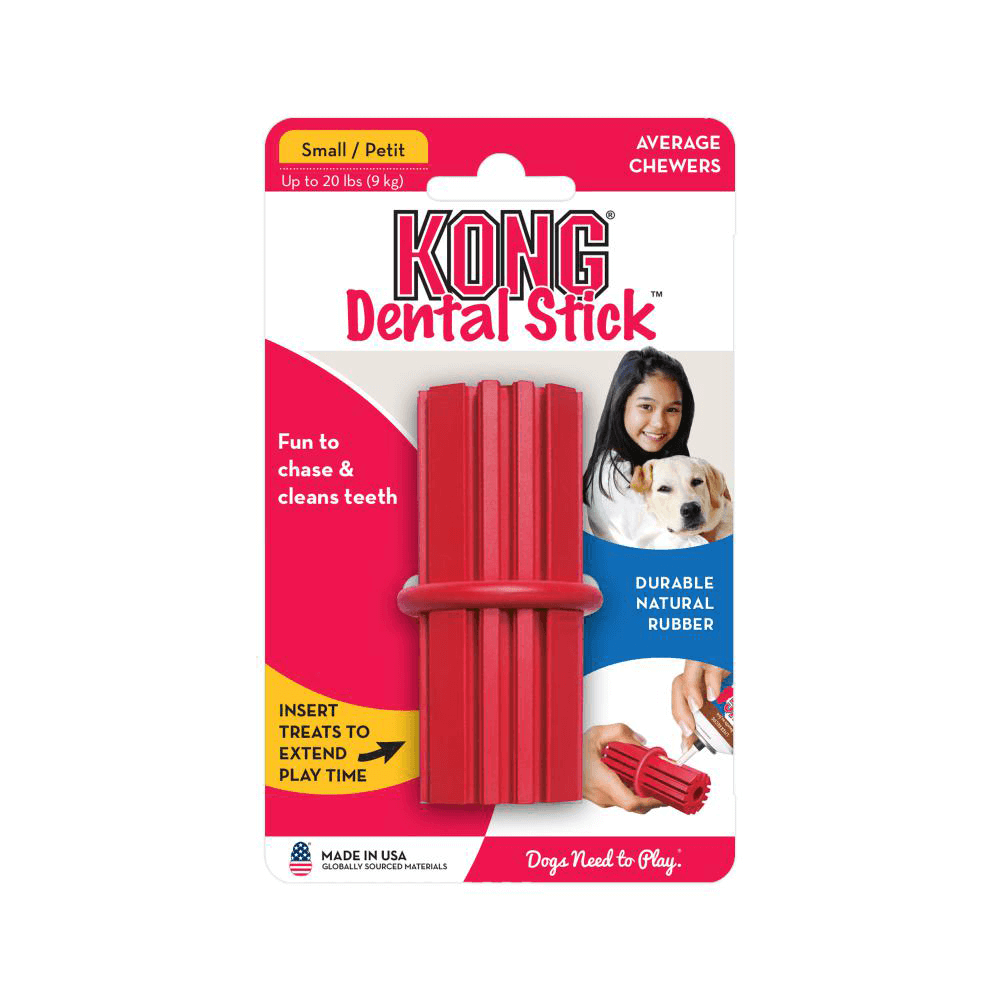 Small / Petit
Up to 20 lbs (9 kg)
AVERAGE
CHEWERS
KONG®
Dental Stick™
Fun to
chase &
cleans teeth
DURABLE
NATURAL
RUBBER
INSERT
TREATS TO
EXTEND
PLAY TIME
MADE IN USA
GLOBALLY SOURCED MATERIALS
Dogs Need to Play.®